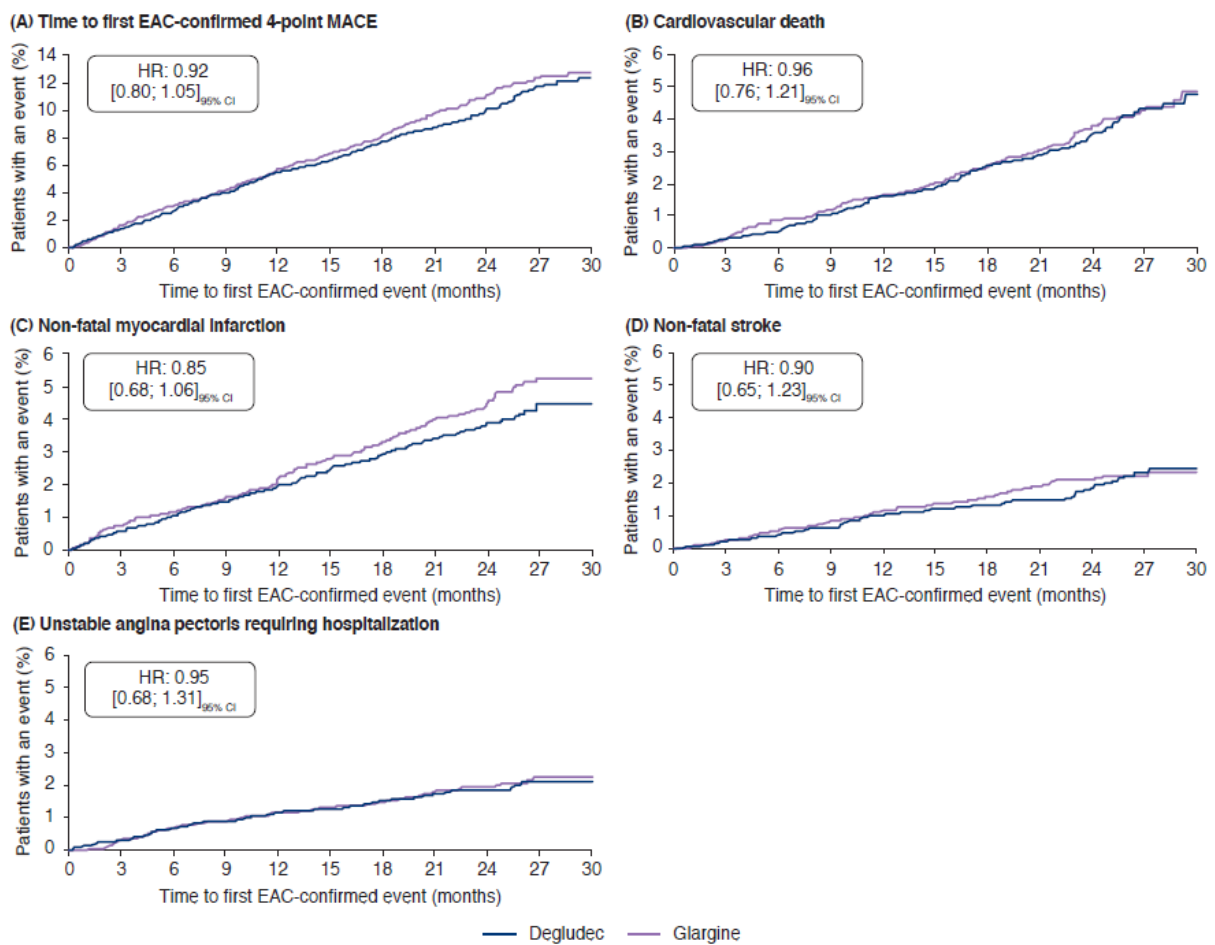 (A) Time to first EAC-confirmed 4-point MACE
Patients with an event (%)
14
12
10
8
6
4
2
0
HR: 0.92
[0.80; 1.05]95% CI
0 3 6 9 12 15 18 21 24 27 30
Time to first EAC-confirmed event (months)
(B) Cardiovascular death
Patients with an event (%)
6
5
4
3
2
1
0
HR: 0.96
[0.76; 1.21]95% CI
0 3 6 9 12 15 18 21 24 27 30
Time to first EAC-confirmed event (months)
(C) Non-fatal myocardial infarction
Patients with an event (%)
6
5
4
3
2
1
0
HR: 0.85
[0.68; 1.06]95% CI
0 3 6 9 12 15 18 21 24 27 30
Time to first EAC-confirmed event (months)
(D) Non-fatal stroke
Patients with an event (%)
6
5
4
3
2
1
0
HR: 0.90
[0.65; 1.23]95% CI
0 3 6 9 12 15 18 21 24 27 30
Time to first EAC-confirmed event (months)
(E) Unstable angina pectoris requiring hospitalization
Patients with an event (%)
6
5
4
3
2
1
0
HR: 0.95
[0.68; 1.31]95% CI
0 3 6 9 12 15 18 21 24 27 30
Time to first EAC-confirmed event (months)
Degludec Glargine